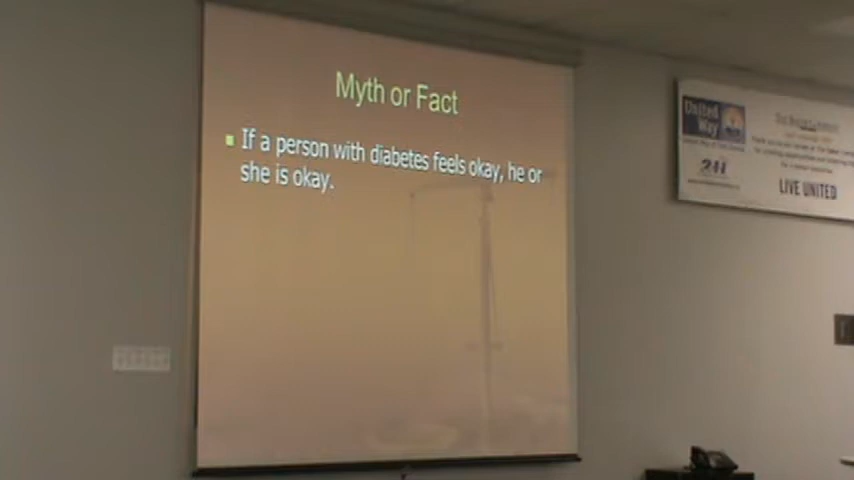 Myth or Fact
If a person with diabetes feels okay, he or
she is okay.
United
Way
211
LIVE UNITED